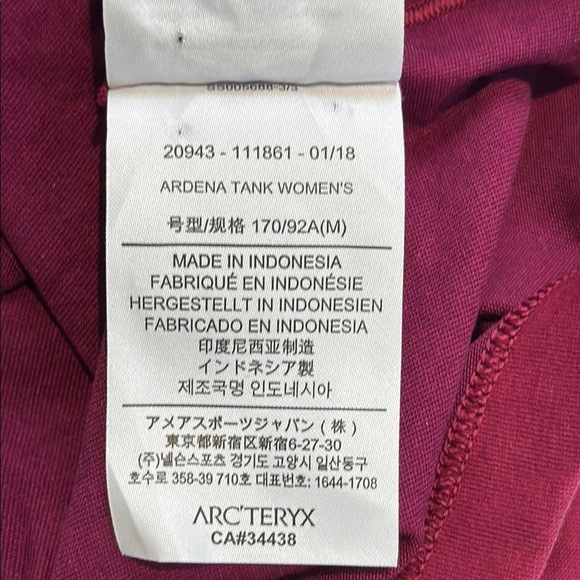 SS005688-3/3
20943 - 111861 - 01/18
ARDENA TANK WOMEN'S
号型/规格 170/92A(M)
MADE IN INDONESIA
FABRIQUÉ EN INDONÉSIE
HERGESTELLT IN INDONESIEN
FABRICADO EN INDONESIA
印度尼西亚制造
インドネシア製
제조국명 인도네시아
アメアスポーツジャパン(株)
東京都新宿区新宿6-27-30
(주)넬슨스포츠 경기도 고양시 일산동구
호수로 358-39 710호 대표번호; 1644-1708
ARC'TERYX
CA#34438